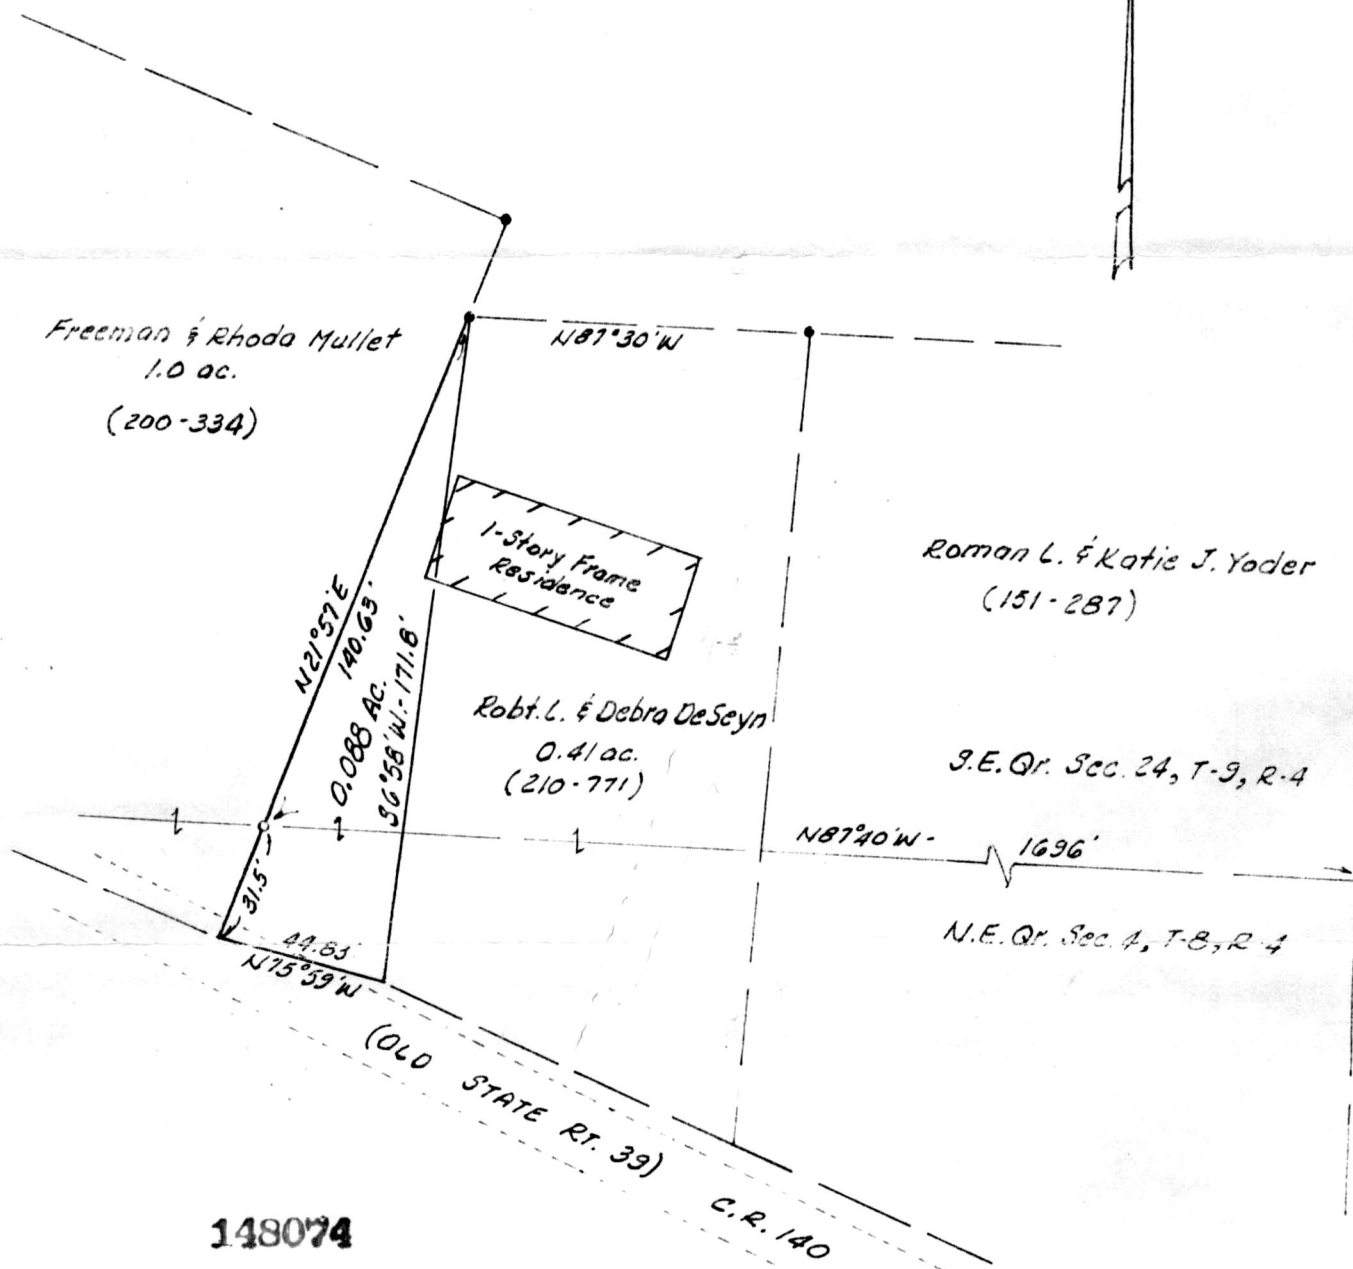 Freeman & Rhoda Mullet
1.0 ac.
(200-334)
N87°30'W
1-Story Frame
Residence
Roman L. & Katie J. Yoder
(151-287)
N21°57'E
140.63'
0.088 AC.
S6°58'W.-171.8'
Robt. L. & Debra DeSeyn
0.41 ac.
(210-771)
S.E. Qr. Sec. 24, T-9, R-4
N87°40'W- 1696'
31.5'
N.E. Qr. Sec. 4, T-8, R-4
44.85'
N75°59'W
(OLD STATE RT. 39)
C.R. 140
148074